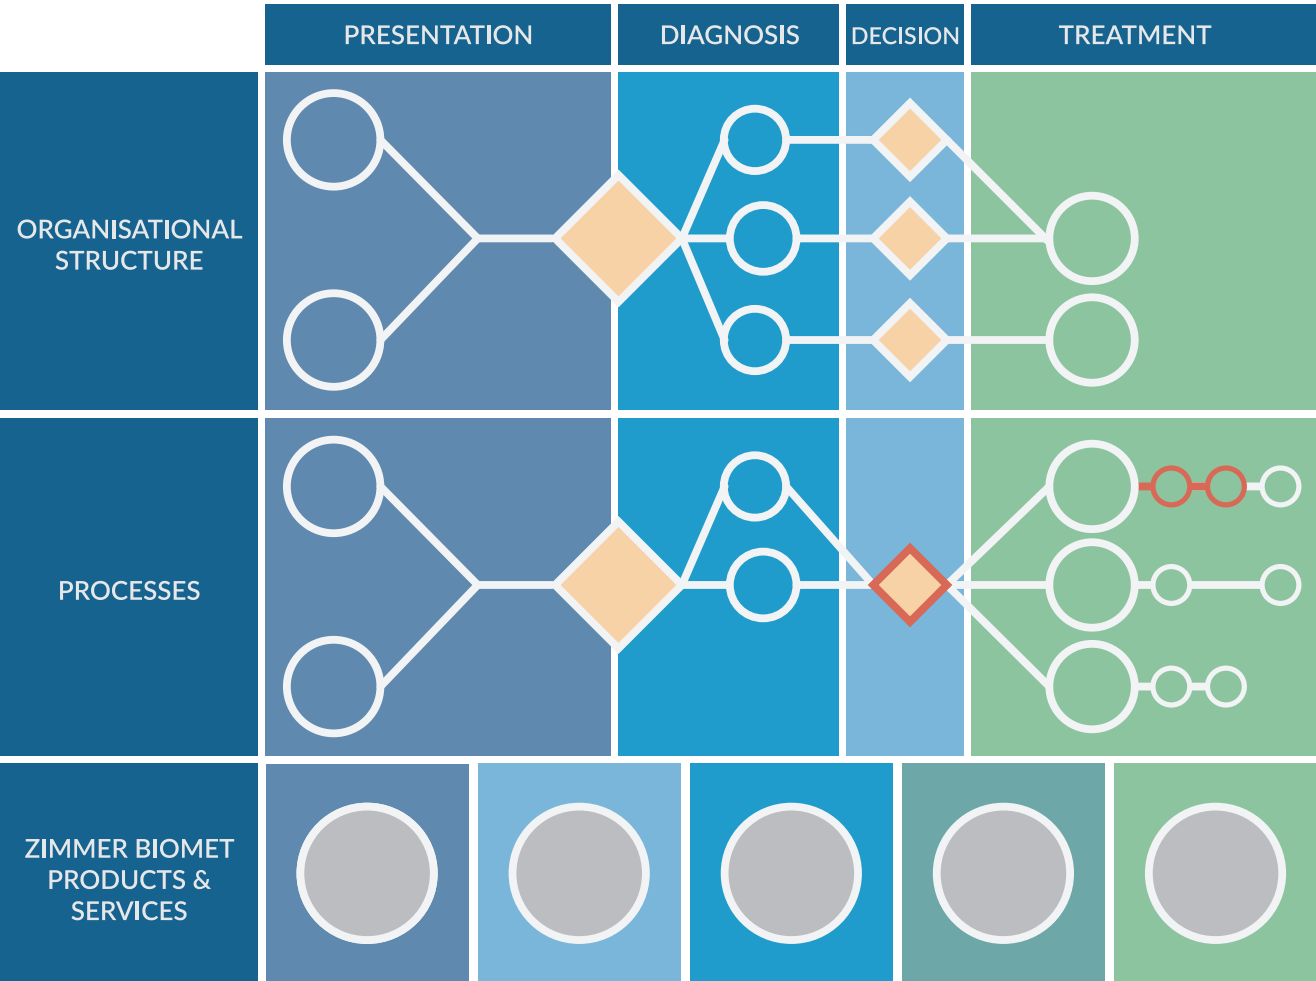 PRESENTATION
DIAGNOSIS
DECISION
TREATMENT
ORGANISATIONAL
STRUCTURE
PROCESSES
ZIMMER BIOMET
PRODUCTS &
SERVICES